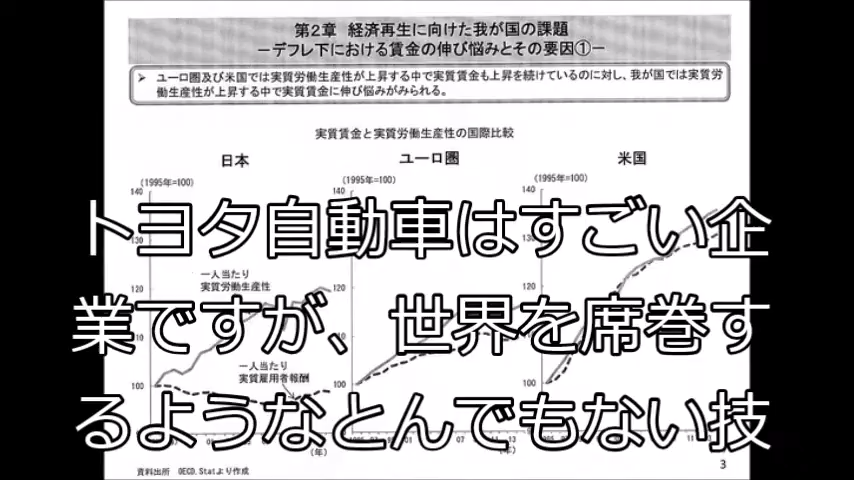 第2章 経済再生に向けた我が国の課題
－デフレ下における賃金の伸び悩みとその要因①－
➤ ユーロ圏及び米国では実質労働生産性が上昇する中で実質賃金も上昇を続けているのに対し、我が国では実質労
働生産性が上昇する中で実質賃金に伸び悩みがみられる。
実質賃金と実質労働生産性の国際比較
日本 ユーロ圏 米国
(1995年=100) (1995年=100) (1995年=100)
140 140 140
トヨタ自動車はすごい企
130 130
一人当たり
実質労働生産性
120
業ですが、世界を席巻す
一人当たり
実質雇用者報酬
100 100 100
るようなとんでもない技
(年) (年)
資料出所 OECD.Statより作成
3